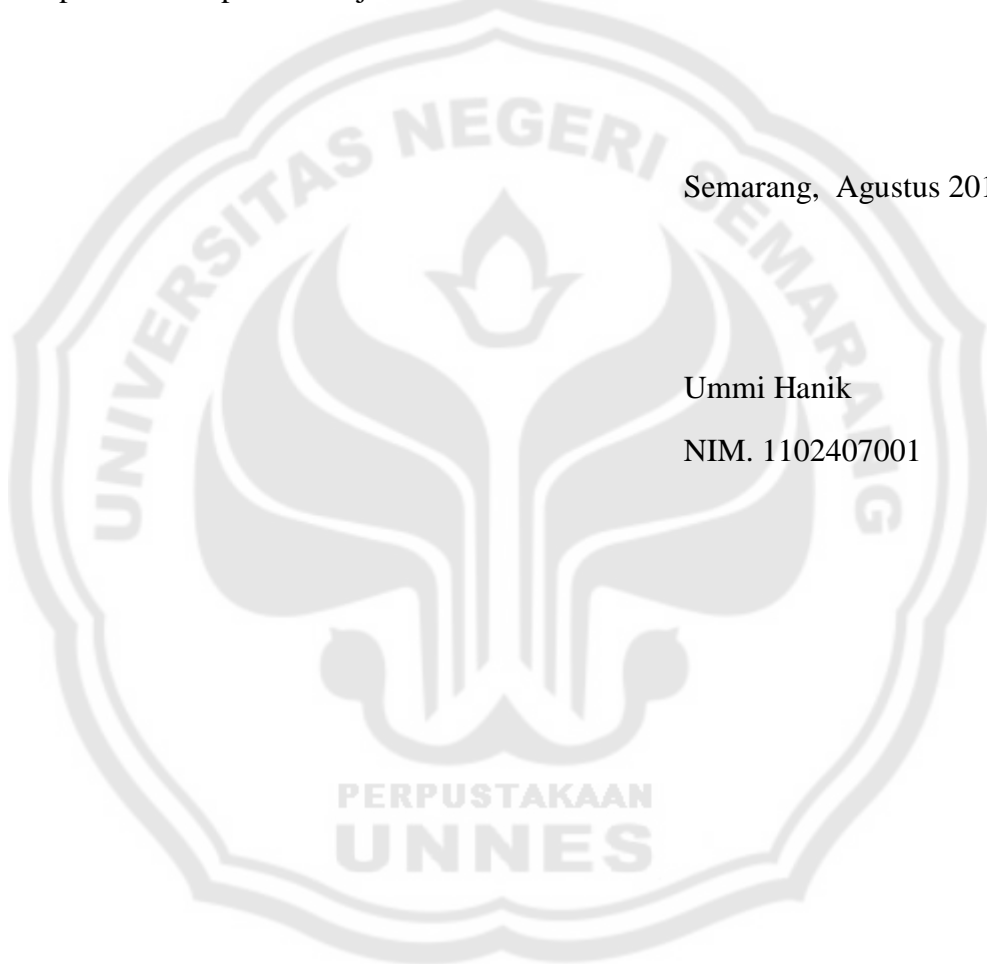 Semarang, Agustus 201
Ummi Hanik
NIM. 1102407001
UNIVERSITAS NEGERI SEMARANG
PERPUSTAKAAN
UNNES